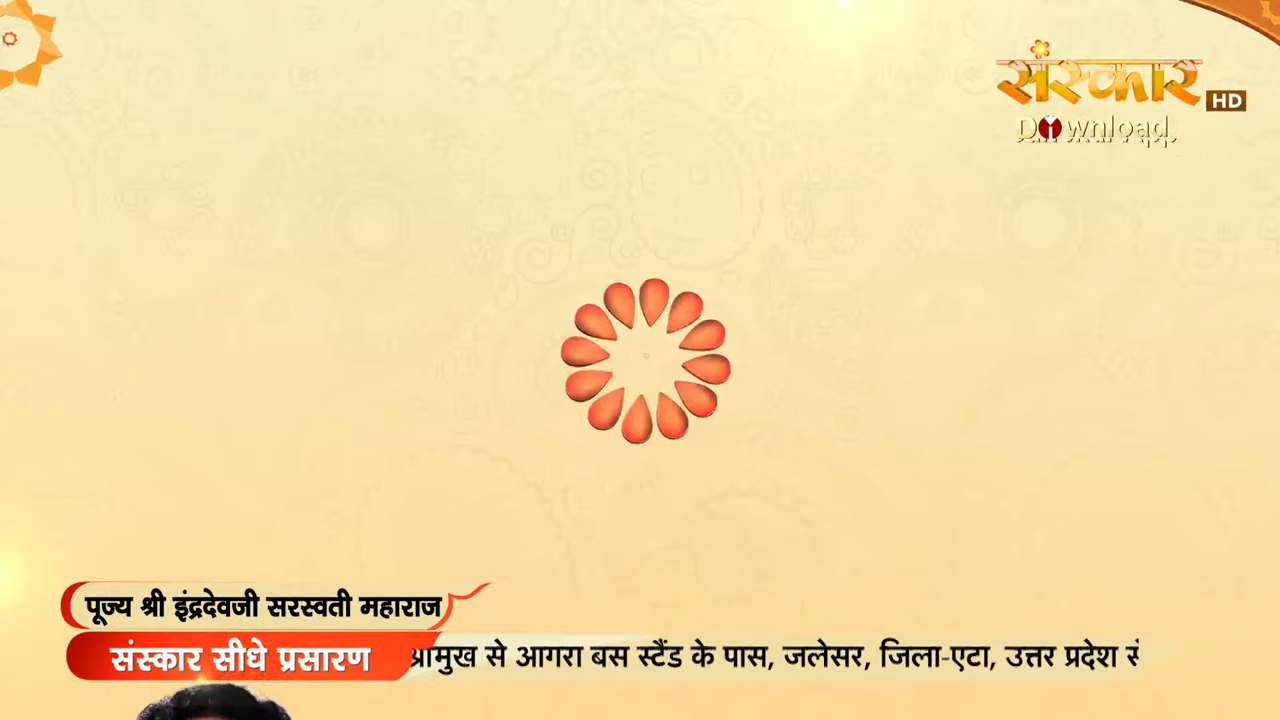 संस्कार
HD
Download
पूज्य श्री इंद्रदेवजी सरस्वती महाराज
संस्कार सीधे प्रसारण
श्रीमुख से आगरा बस स्टैंड के पास, जलेसर, जिला-एटा, उत्तर प्रदेश से